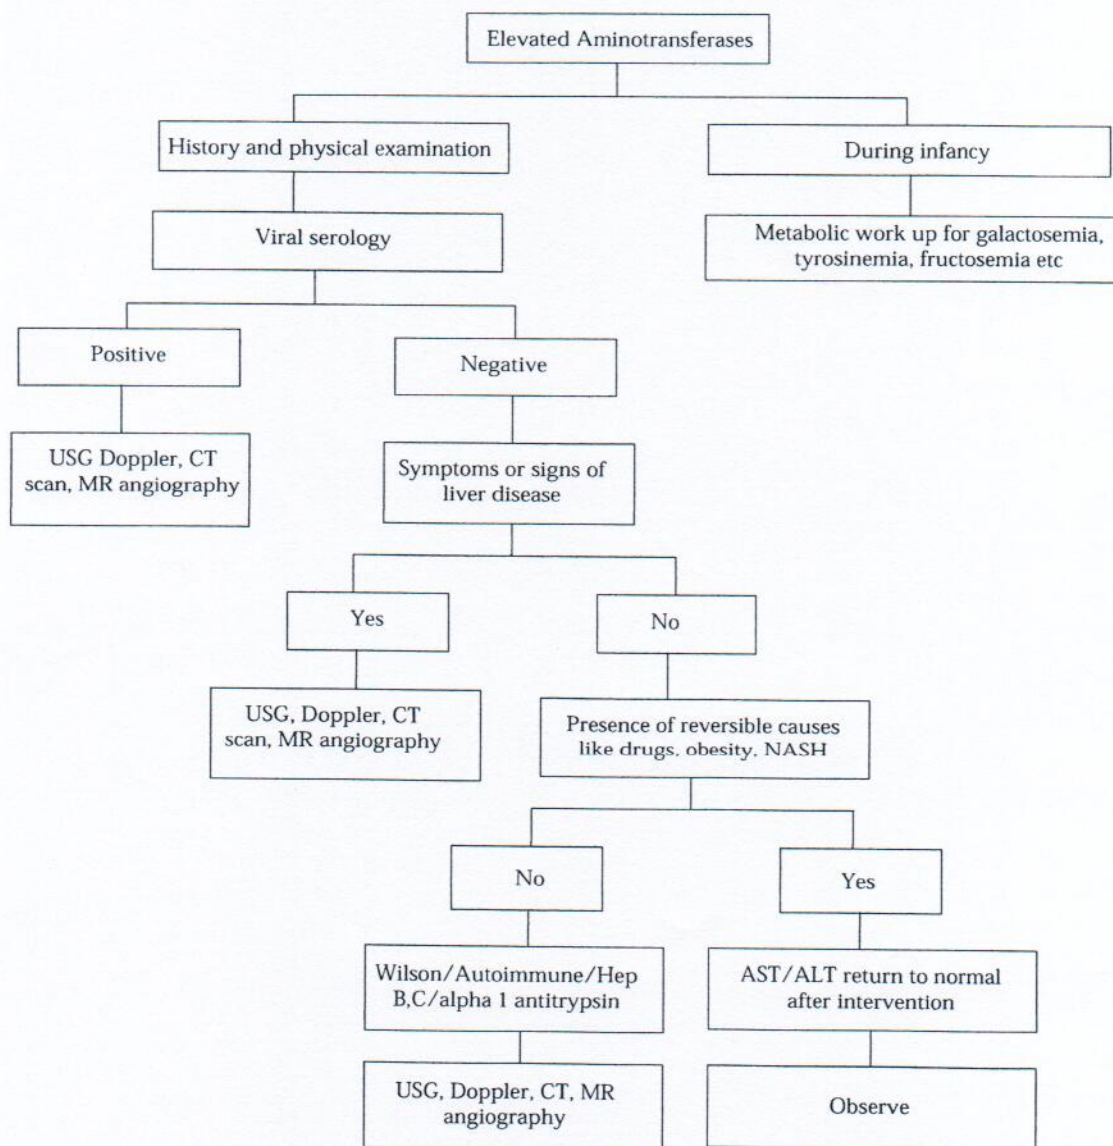 Elevated Aminotransferases
History and physical examination
During infancy
Viral serology
Metabolic work up for galactosemia,
tyrosinemia, fructosemia etc
Positive
Negative
USG Doppler, CT
scan, MR angiography
Symptoms or signs of
liver disease
Yes
No
USG, Doppler, CT
scan, MR angiography
Presence of reversible causes
like drugs, obesity, NASH
No
Yes
Wilson/Autoimmune/Hep
B,C/alpha 1 antitrypsin
AST/ALT return to normal
after intervention
USG, Doppler, CT, MR
angiography
Observe